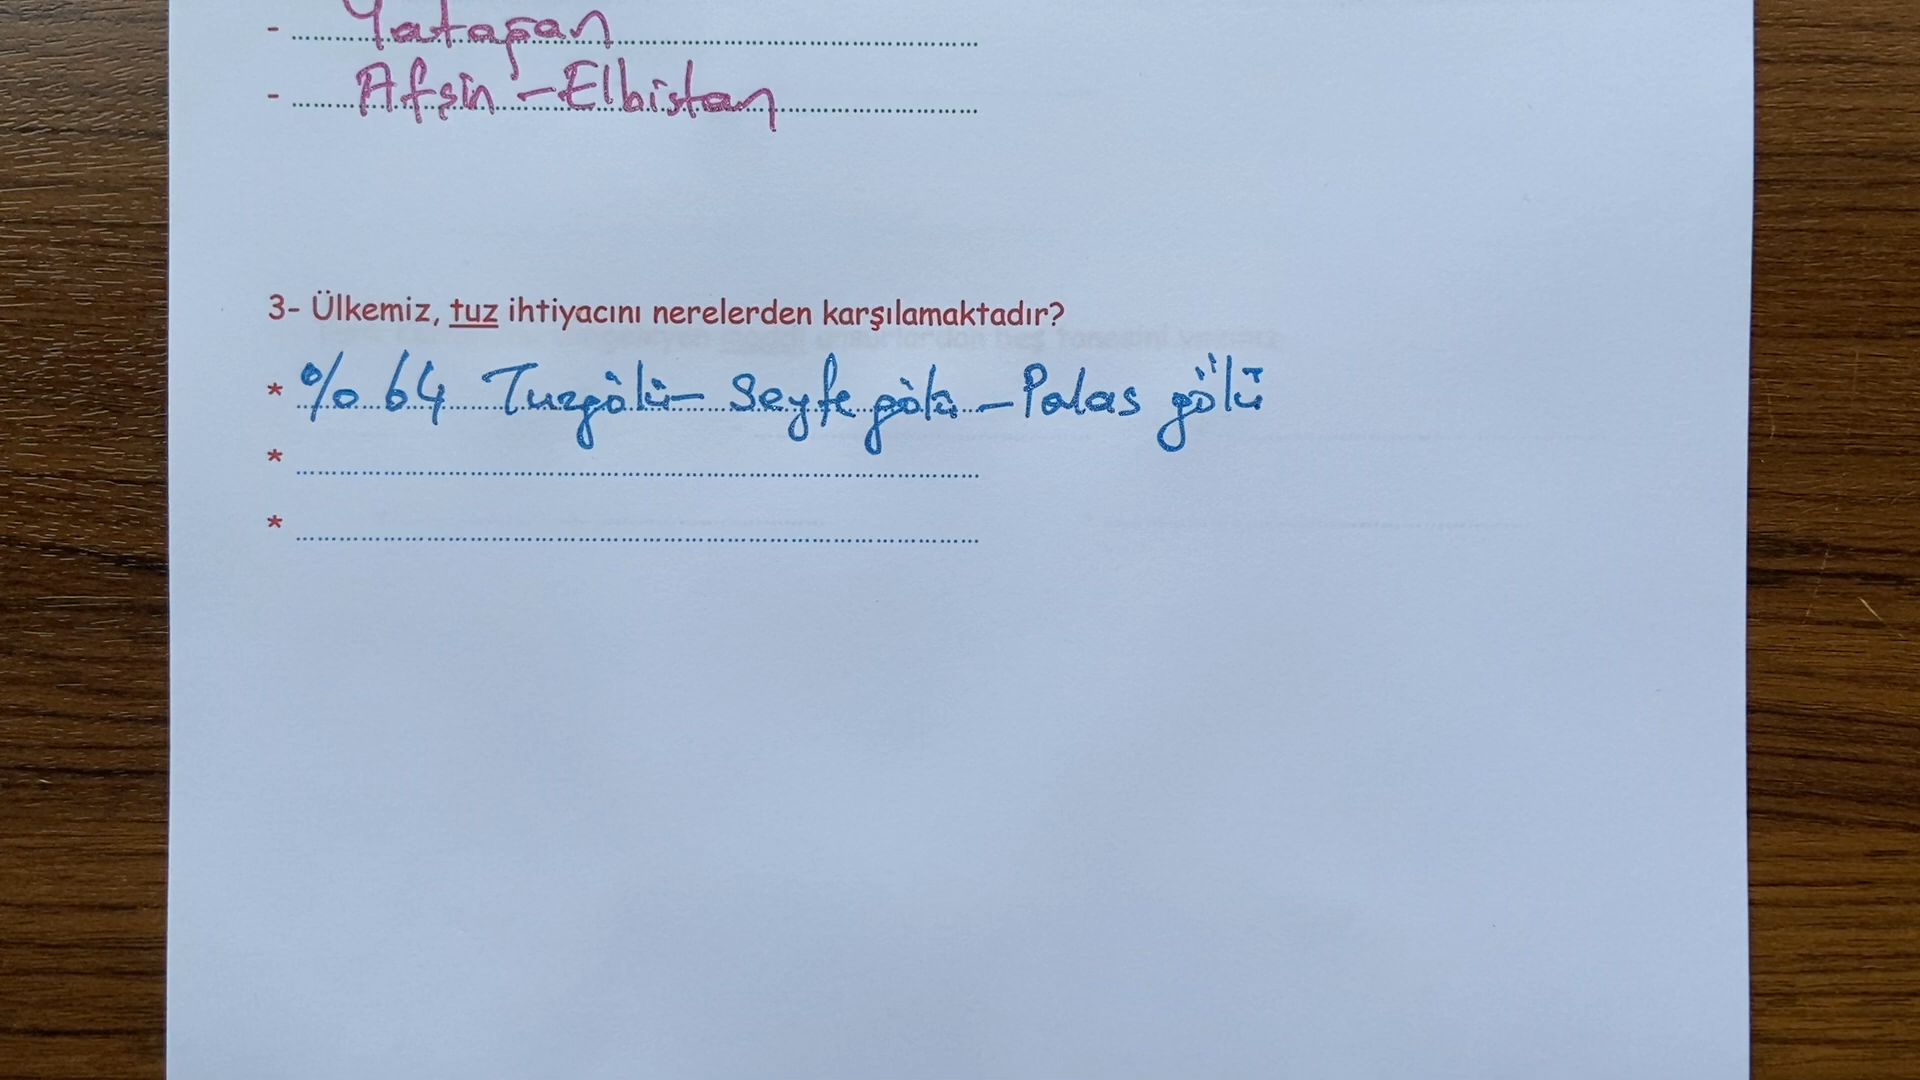 - Yatağan
- Afşin - Elbistan
3- Ülkemiz, tuz ihtiyacını nerelerden karşılamaktadır?
* % 64 Tuzgölü - Seyfe gölü - Palas gölü
*
*